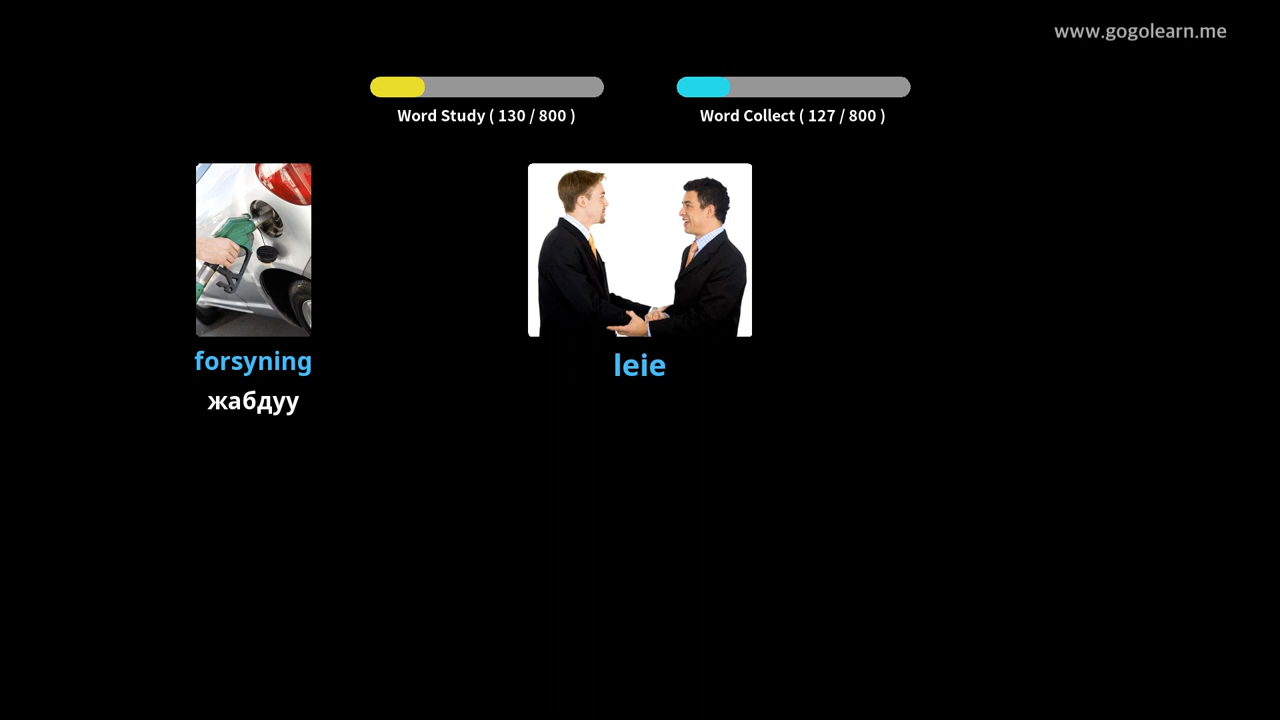 www.gogolearn.me
Word Study ( 130 / 800 )
Word Collect ( 127 / 800 )
forsyning
жабдуу
leie